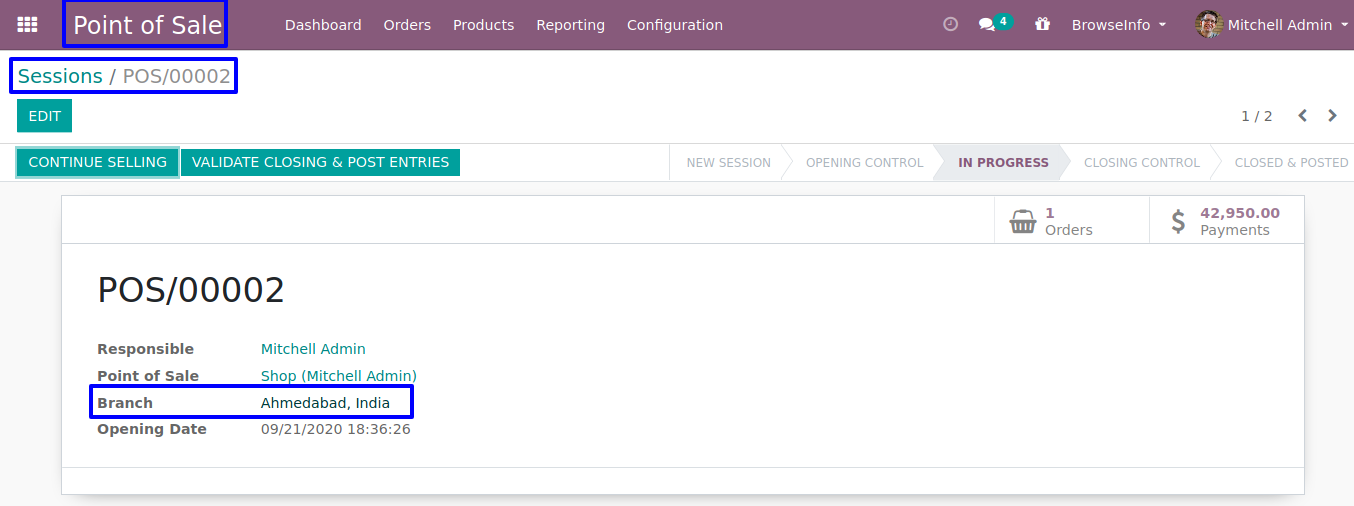 Point of Sale Dashboard Orders Products Reporting Configuration 4 BrowseInfo Mitchell Admin
Sessions / POS/00002
EDIT 1 / 2
CONTINUE SELLING VALIDATE CLOSING & POST ENTRIES NEW SESSION OPENING CONTROL IN PROGRESS CLOSING CONTROL CLOSED & POSTED
1 42,950.00
Orders Payments
POS/00002
Responsible Mitchell Admin
Point of Sale Shop (Mitchell Admin)
Branch Ahmedabad, India
Opening Date 09/21/2020 18:36:26